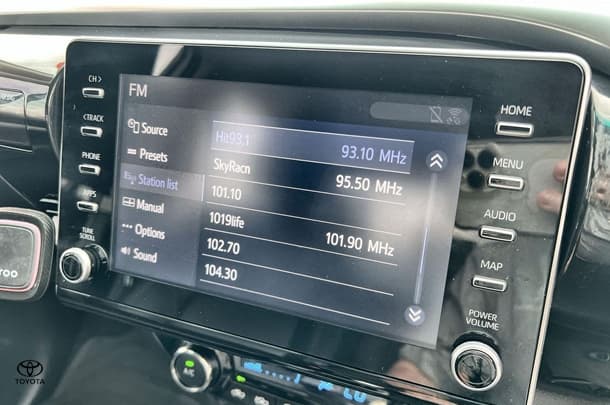 CH >
< TRACK
PHONE
APPS
TUNE
SCROLL
FM
Source
Presets
Station list
Manual
Options
Sound
Hit93.1 93.10 MHz
SkyRacn 95.50 MHz
101.10
1019life 101.90 MHz
102.70
104.30
HOME
MENU
AUDIO
MAP
POWER
VOLUME
roo
A/C
TOYOTA